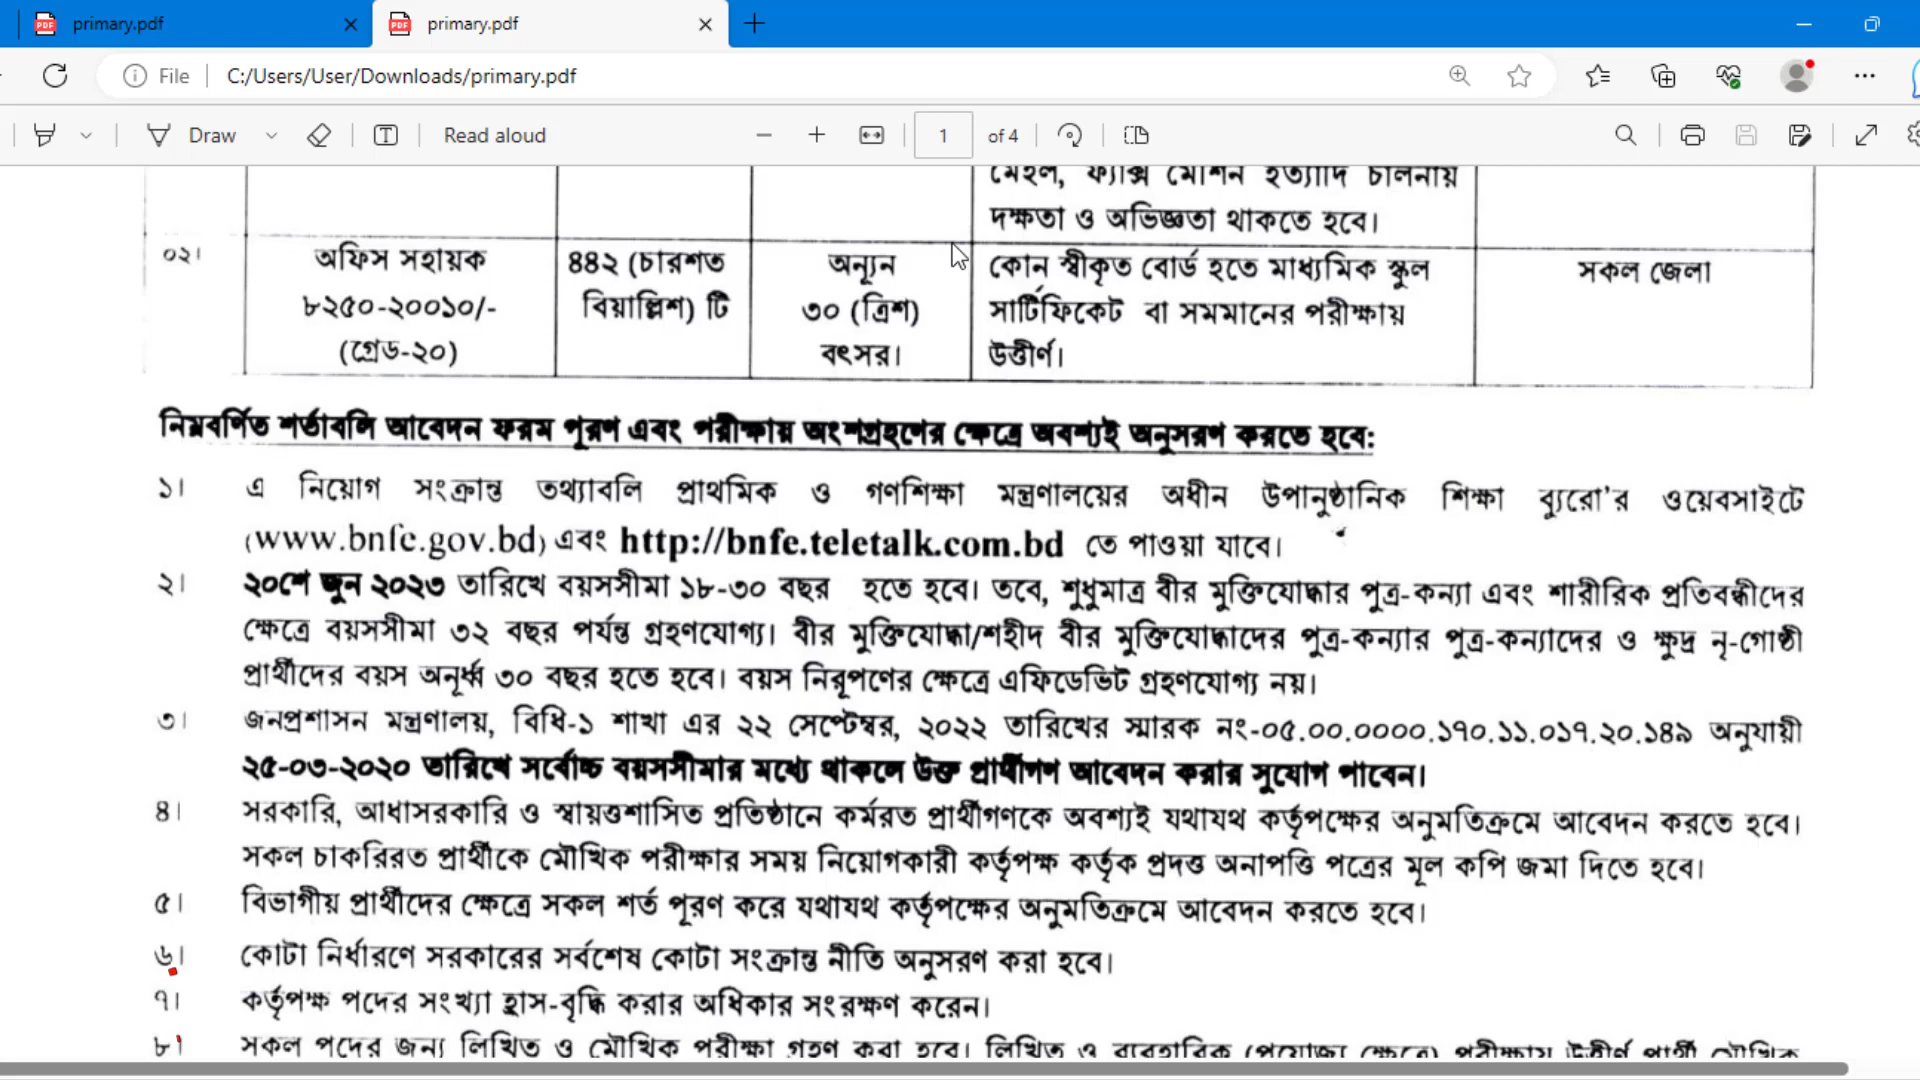 primary.pdf
primary.pdf
File
C:/Users/User/Downloads/primary.pdf
Draw
Read aloud
1
of 4
মেইল, ফ্যাক্স মেশিন ইত্যাদি চালনায়
দক্ষতা ও অভিজ্ঞতা থাকতে হবে।
০২।
অফিস সহায়ক
৮২৫০-২০০১০/-
(গ্রেড-২০)
৪৪২ (চারশত
বিয়াল্লিশ) টি
অন্যূন
৩০ (ত্রিশ)
বৎসর।
কোন স্বীকৃত বোর্ড হতে মাধ্যমিক স্কুল
সার্টিফিকেট বা সমমানের পরীক্ষায়
উত্তীর্ণ।
সকল জেলা
নিম্নবর্ণিত শর্তাবলি আবেদন ফরম পূরণ এবং পরীক্ষায় অংশগ্রহণের ক্ষেত্রে অবশ্যই অনুসরণ করতে হবে:
১। এ নিয়োগ সংক্রান্ত তথ্যাবলি প্রাথমিক ও গণশিক্ষা মন্ত্রণালয়ের অধীন উপানুষ্ঠানিক শিক্ষা ব্যুরো'র ওয়েবসাইটে
(www.bnfe.gov.bd) এবং http://bnfe.teletalk.com.bd তে পাওয়া যাবে।
২। ২০শে জুন ২০২৩ তারিখে বয়সসীমা ১৮-৩০ বছর হতে হবে। তবে, শুধুমাত্র বীর মুক্তিযোদ্ধার পুত্র-কন্যা এবং শারীরিক প্রতিবন্ধীদের
ক্ষেত্রে বয়সসীমা ৩২ বছর পর্যন্ত গ্রহণযোগ্য। বীর মুক্তিযোদ্ধা/শহীদ বীর মুক্তিযোদ্ধাদের পুত্র-কন্যার পুত্র-কন্যাদের ও ক্ষুদ্র নৃ-গোষ্ঠী
প্রার্থীদের বয়স অনূর্ধ্ব ৩০ বছর হতে হবে। বয়স নিরূপণের ক্ষেত্রে এফিডেভিট গ্রহণযোগ্য নয়।
৩। জনপ্রশাসন মন্ত্রণালয়, বিধি-১ শাখা এর ২২ সেপ্টেম্বর, ২০২২ তারিখের স্মারক নং-০৫.০০.০০০০.১৭০.১১.০১৭.২০.১৪৯ অনুযায়ী
২৫-০৩-২০২০ তারিখে সর্বোচ্চ বয়সসীমার মধ্যে থাকলে উক্ত প্রার্থীগণ আবেদন করার সুযোগ পাবেন।
৪। সরকারি, আধাসরকারি ও স্বায়ত্তশাসিত প্রতিষ্ঠানে কর্মরত প্রার্থীগণকে অবশ্যই যথাযথ কর্তৃপক্ষের অনুমতিক্রমে আবেদন করতে হবে।
সকল চাকরিরত প্রার্থীকে মৌখিক পরীক্ষার সময় নিয়োগকারী কর্তৃপক্ষ কর্তৃক প্রদত্ত অনাপত্তি পত্রের মূল কপি জমা দিতে হবে।
৫। বিভাগীয় প্রার্থীদের ক্ষেত্রে সকল শর্ত পূরণ করে যথাযথ কর্তৃপক্ষের অনুমতিক্রমে আবেদন করতে হবে।
৬। কোটা নির্ধারণে সরকারের সর্বশেষ কোটা সংক্রান্ত নীতি অনুসরণ করা হবে।
৭। কর্তৃপক্ষ পদের সংখ্যা হ্রাস-বৃদ্ধি করার অধিকার সংরক্ষণ করেন।
৮। সকল পদের জন্য লিখিত ও মৌখিক পরীক্ষা গ্রহণ করা হবে। লিখিত ও ব্যবহারিক (প্রযোজ্য ক্ষেত্রে) পরীক্ষায় উত্তীর্ণ প্রার্থী মৌখিক